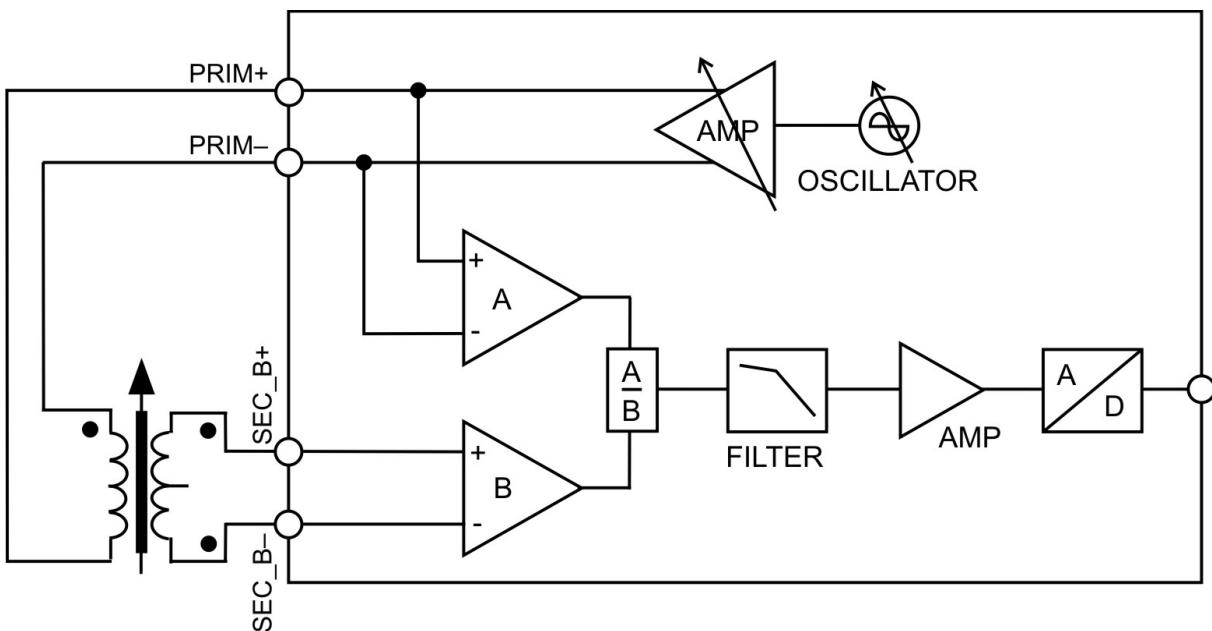 PRIM+
AMP
PRIM–
OSCILLATOR
+
A
-
SEC_B+
A
B
A
D
+
B
-
FILTER
AMP
SEC_B–